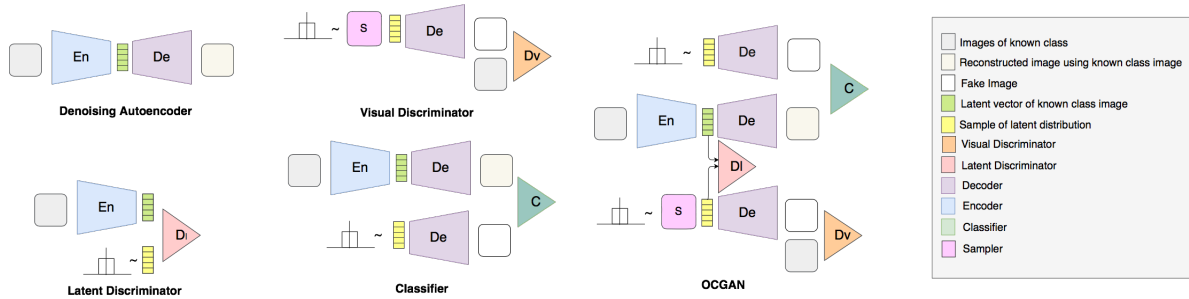 En
De
Denoising Autoencoder
~
S
De
Dv
Visual Discriminator
En
Dl
~
Latent Discriminator
En
De
C
~
De
Classifier
~
De
C
En
De
Dl
~
S
De
Dv
OCGAN
Images of known class
Reconstructed image using known class image
Fake Image
Latent vector of known class image
Sample of latent distribution
Visual Discriminator
Latent Discriminator
Decoder
Encoder
Classifier
Sampler